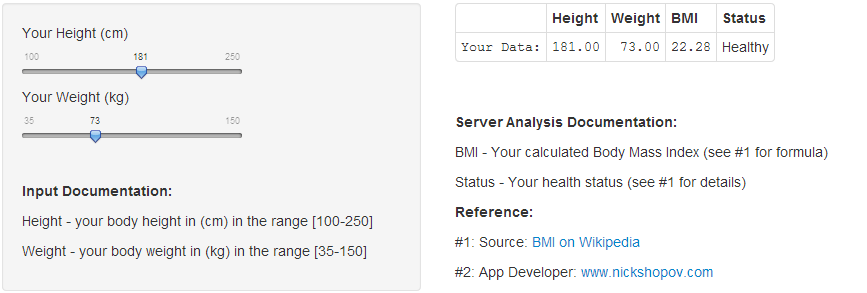 Your Height (cm)
100 181 250
Your Weight (kg)
35 73 150
Input Documentation:
Height - your body height in (cm) in the range [100-250]
Weight - your body weight in (kg) in the range [35-150]
Height Weight BMI Status
Your Data: 181.00 73.00 22.28 Healthy
Server Analysis Documentation:
BMI - Your calculated Body Mass Index (see #1 for formula)
Status - Your health status (see #1 for details)
Reference:
#1: Source: BMI on Wikipedia
#2: App Developer: www.nickshopov.com